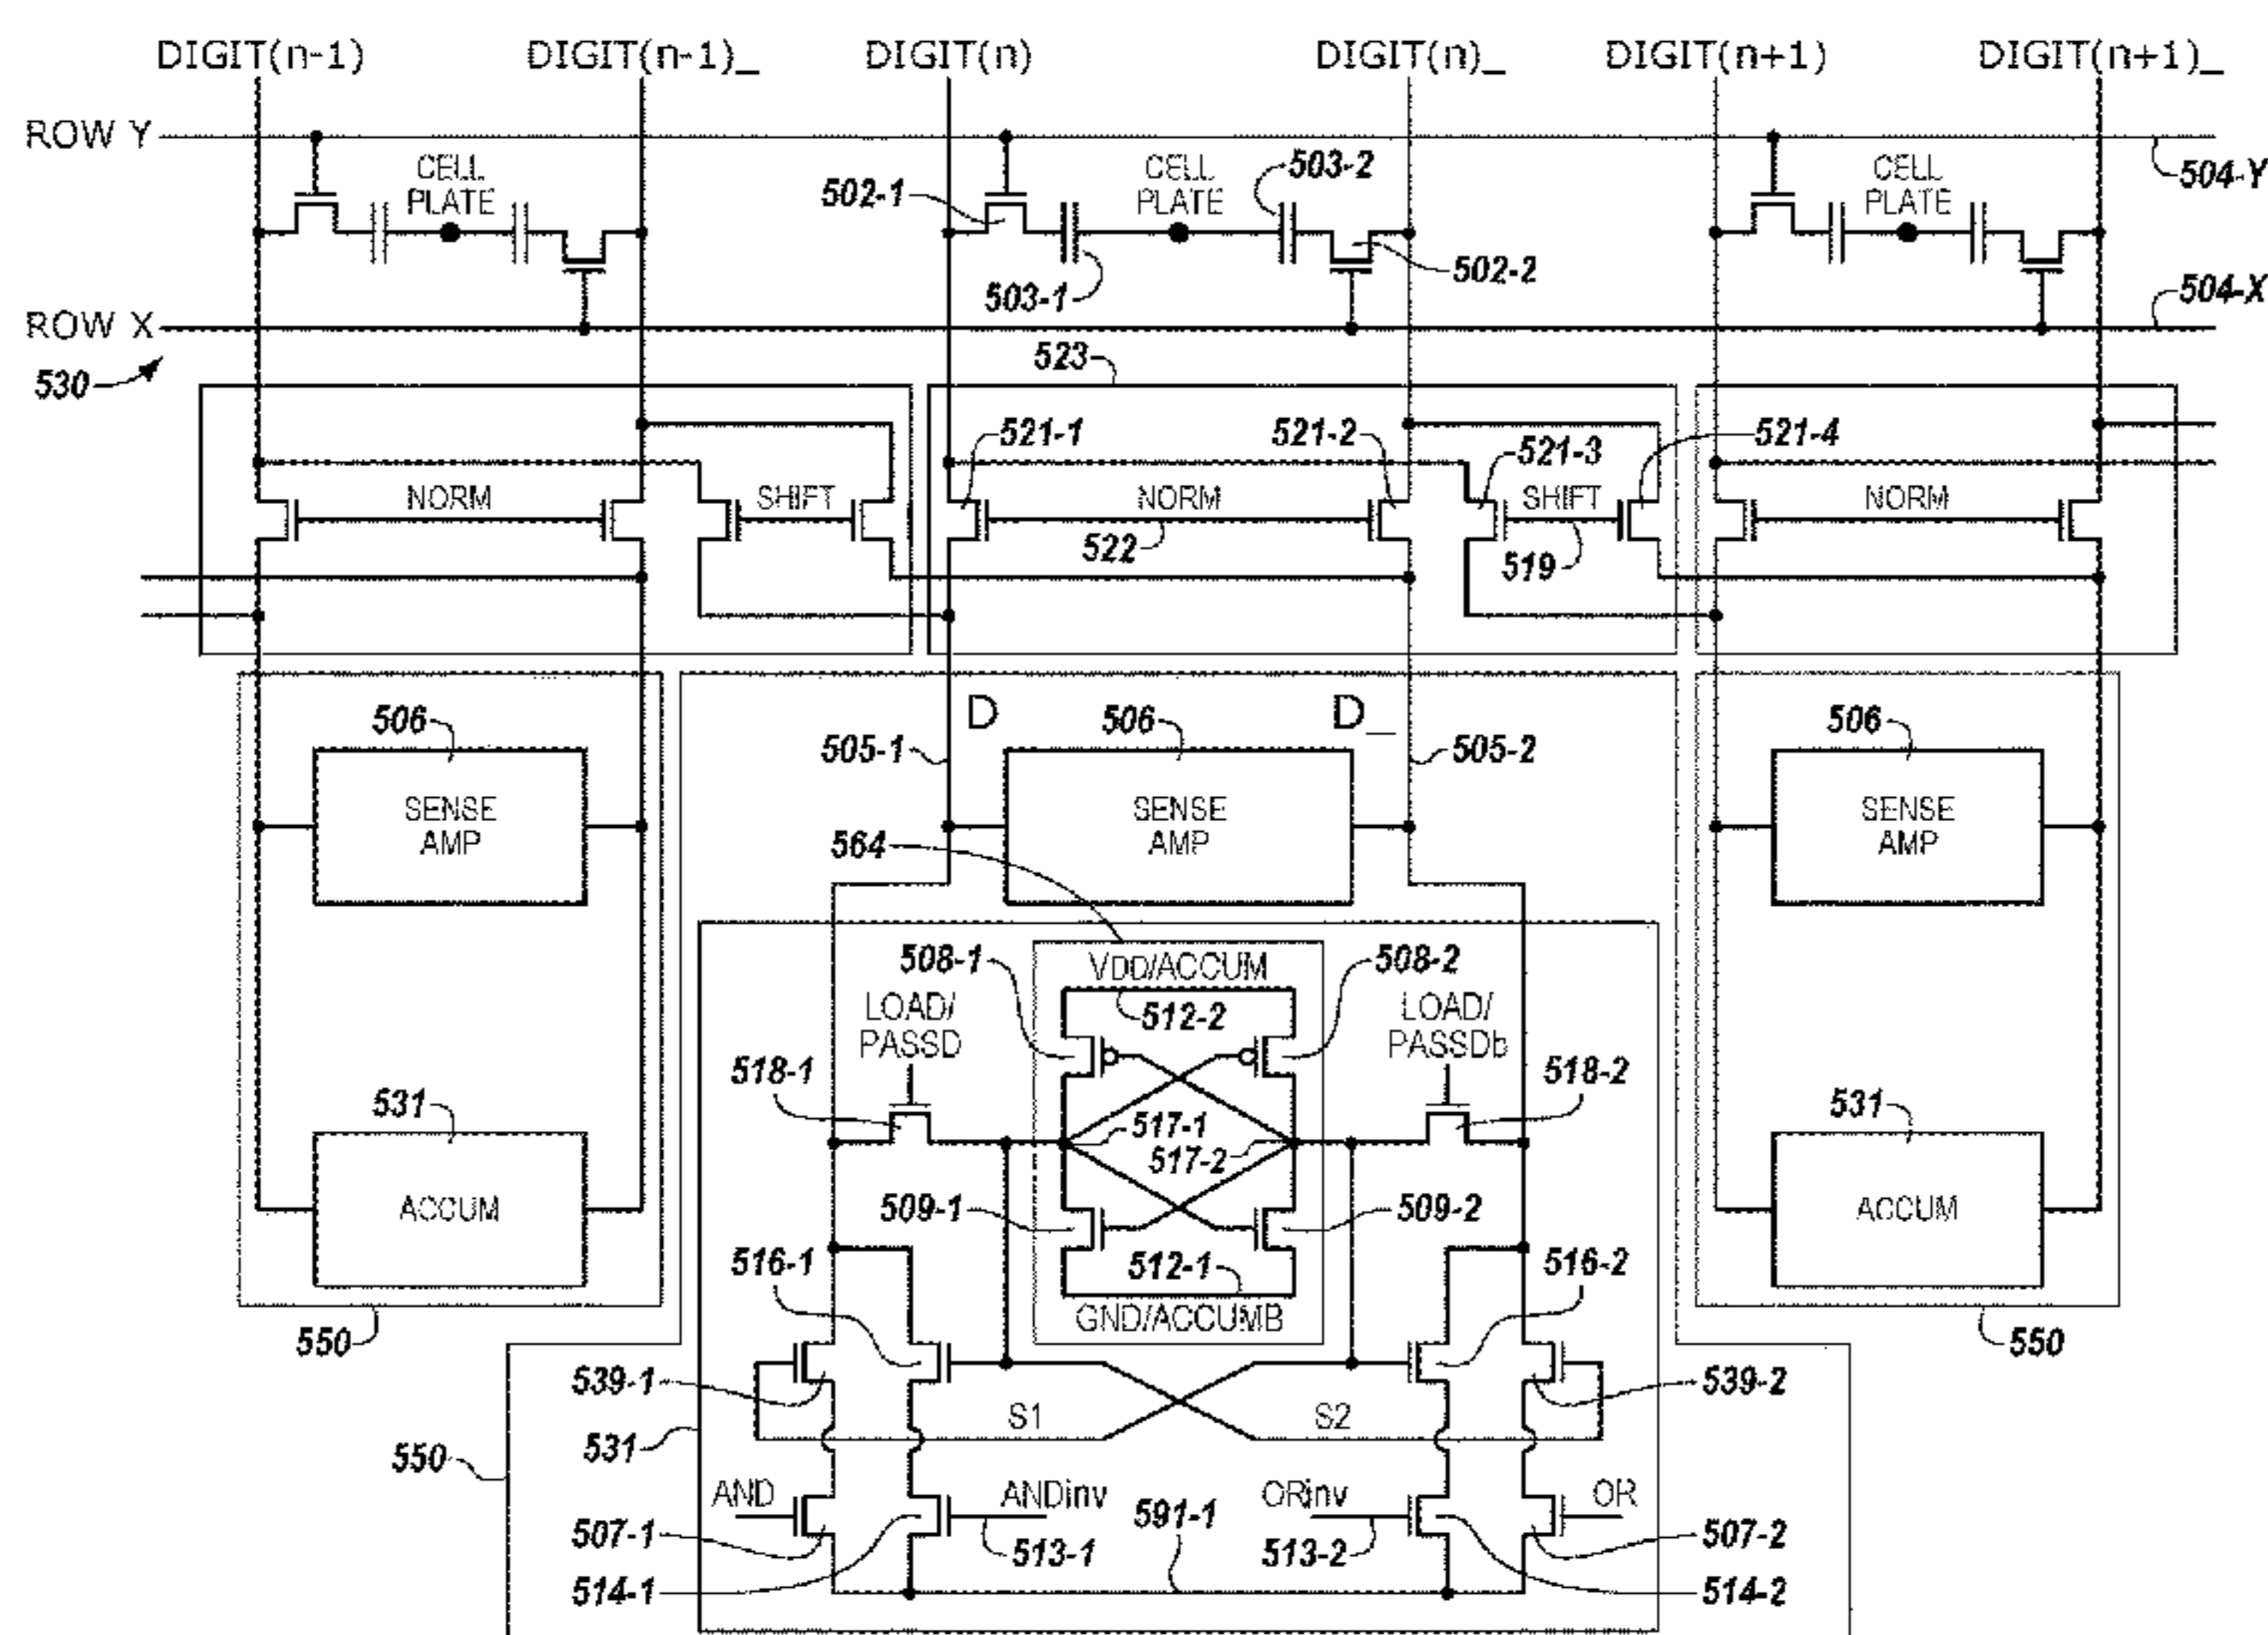 DIGIT(n-1) DIGIT(n-1)_ DIGIT(n) DIGIT(n)_ DIGIT(n+1) DIGIT(n+1)_
ROW Y
CELL PLATE
502-1
CELL PLATE
503-2
CELL PLATE
504-Y
503-1
502-2
504-X
ROW X
530
523
521-1
521-2
521-3
521-4
NORM
SHIFT
NORM
SHIFT
NORM
522
519
506
D
506
D_
506
505-1
505-2
SENSE AMP
SENSE AMP
SENSE AMP
564
508-1
VDD/ACCUM
508-2
LOAD/ PASSD
512-2
LOAD/ PASSDb
518-1
518-2
531
517-1
531
517-2
ACCUM
509-1
509-2
ACCUM
516-1
512-1
516-2
GND/ACCUMB
550
550
539-1
539-2
S1
S2
531
550
AND
ANDinv
ORinv
OR
591-1
507-1
513-1
513-2
507-2
514-1
514-2